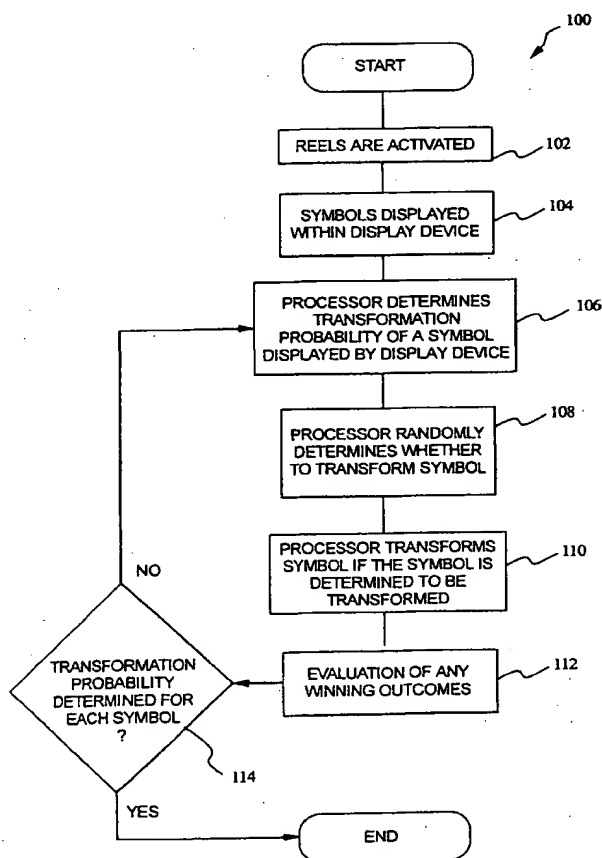 100
START
REELS ARE ACTIVATED
102
SYMBOLS DISPLAYED
WITHIN DISPLAY DEVICE
104
PROCESSOR DETERMINES
TRANSFORMATION
PROBABILITY OF A SYMBOL
DISPLAYED BY DISPLAY DEVICE
106
PROCESSOR RANDOMLY
DETERMINES WHETHER
TO TRANSFORM SYMBOL
108
PROCESSOR TRANSFORMS
SYMBOL IF THE SYMBOL IS
DETERMINED TO BE
TRANSFORMED
110
EVALUATION OF ANY
WINNING OUTCOMES
112
NO
TRANSFORMATION
PROBABILITY
DETERMINED FOR
EACH SYMBOL
?
114
YES
END